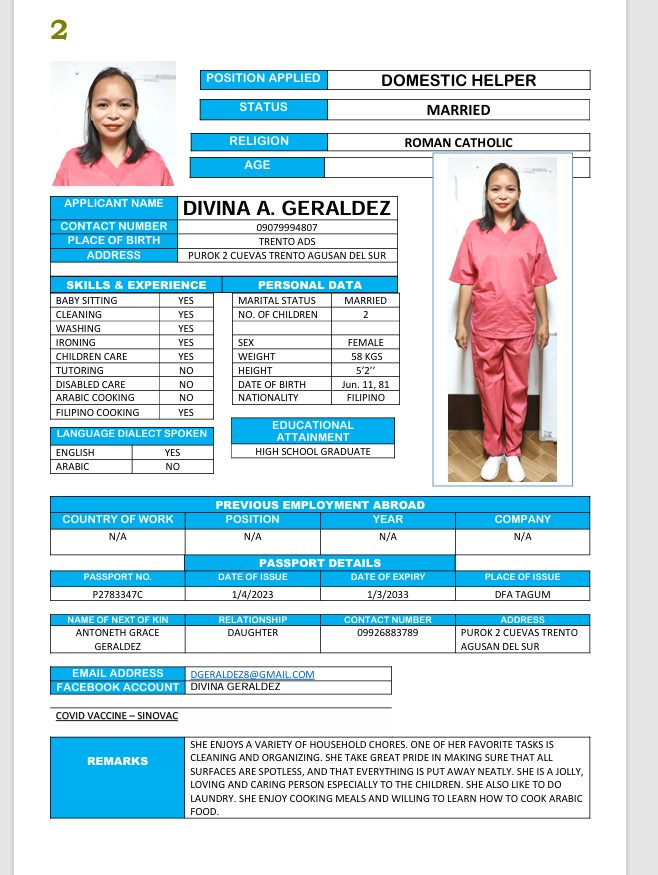 2
POSITION APPLIED DOMESTIC HELPER
STATUS MARRIED
RELIGION ROMAN CATHOLIC
AGE
APPLICANT NAME DIVINA A. GERALDEZ
CONTACT NUMBER 09079994807
PLACE OF BIRTH TRENTO ADS
ADDRESS PUROK 2 CUEVAS TRENTO AGUSAN DEL SUR
SKILLS & EXPERIENCE PERSONAL DATA
BABY SITTING YES MARITAL STATUS MARRIED
CLEANING YES NO. OF CHILDREN 2
WASHING YES
IRONING YES SEX FEMALE
CHILDREN CARE YES WEIGHT 58 KGS
TUTORING NO HEIGHT 5’2’’
DISABLED CARE NO DATE OF BIRTH Jun. 11, 81
ARABIC COOKING NO NATIONALITY FILIPINO
FILIPINO COOKING YES
LANGUAGE DIALECT SPOKEN
ENGLISH YES
ARABIC NO
EDUCATIONAL
ATTAINMENT
HIGH SCHOOL GRADUATE
PREVIOUS EMPLOYMENT ABROAD
COUNTRY OF WORK POSITION YEAR COMPANY
N/A N/A N/A N/A
PASSPORT DETAILS
PASSPORT NO. DATE OF ISSUE DATE OF EXPIRY PLACE OF ISSUE
P2783347C 1/4/2023 1/3/2033 DFA TAGUM
NAME OF NEXT OF KIN RELATIONSHIP CONTACT NUMBER ADDRESS
ANTONETH GRACE DAUGHTER 09926883789 PUROK 2 CUEVAS TRENTO
GERALDEZ AGUSAN DEL SUR
EMAIL ADDRESS DGERALDEZ8@GMAIL.COM
FACEBOOK ACCOUNT DIVINA GERALDEZ
COVID VACCINE – SINOVAC
REMARKS
SHE ENJOYS A VARIETY OF HOUSEHOLD CHORES. ONE OF HER FAVORITE TASKS IS
CLEANING AND ORGANIZING. SHE TAKE GREAT PRIDE IN MAKING SURE THAT ALL
SURFACES ARE SPOTLESS, AND THAT EVERYTHING IS PUT AWAY NEATLY. SHE IS A JOLLY,
LOVING AND CARING PERSON ESPECIALLY TO THE CHILDREN. SHE ALSO LIKE TO DO
LAUNDRY. SHE ENJOY COOKING MEALS AND WILLING TO LEARN HOW TO COOK ARABIC
FOOD.